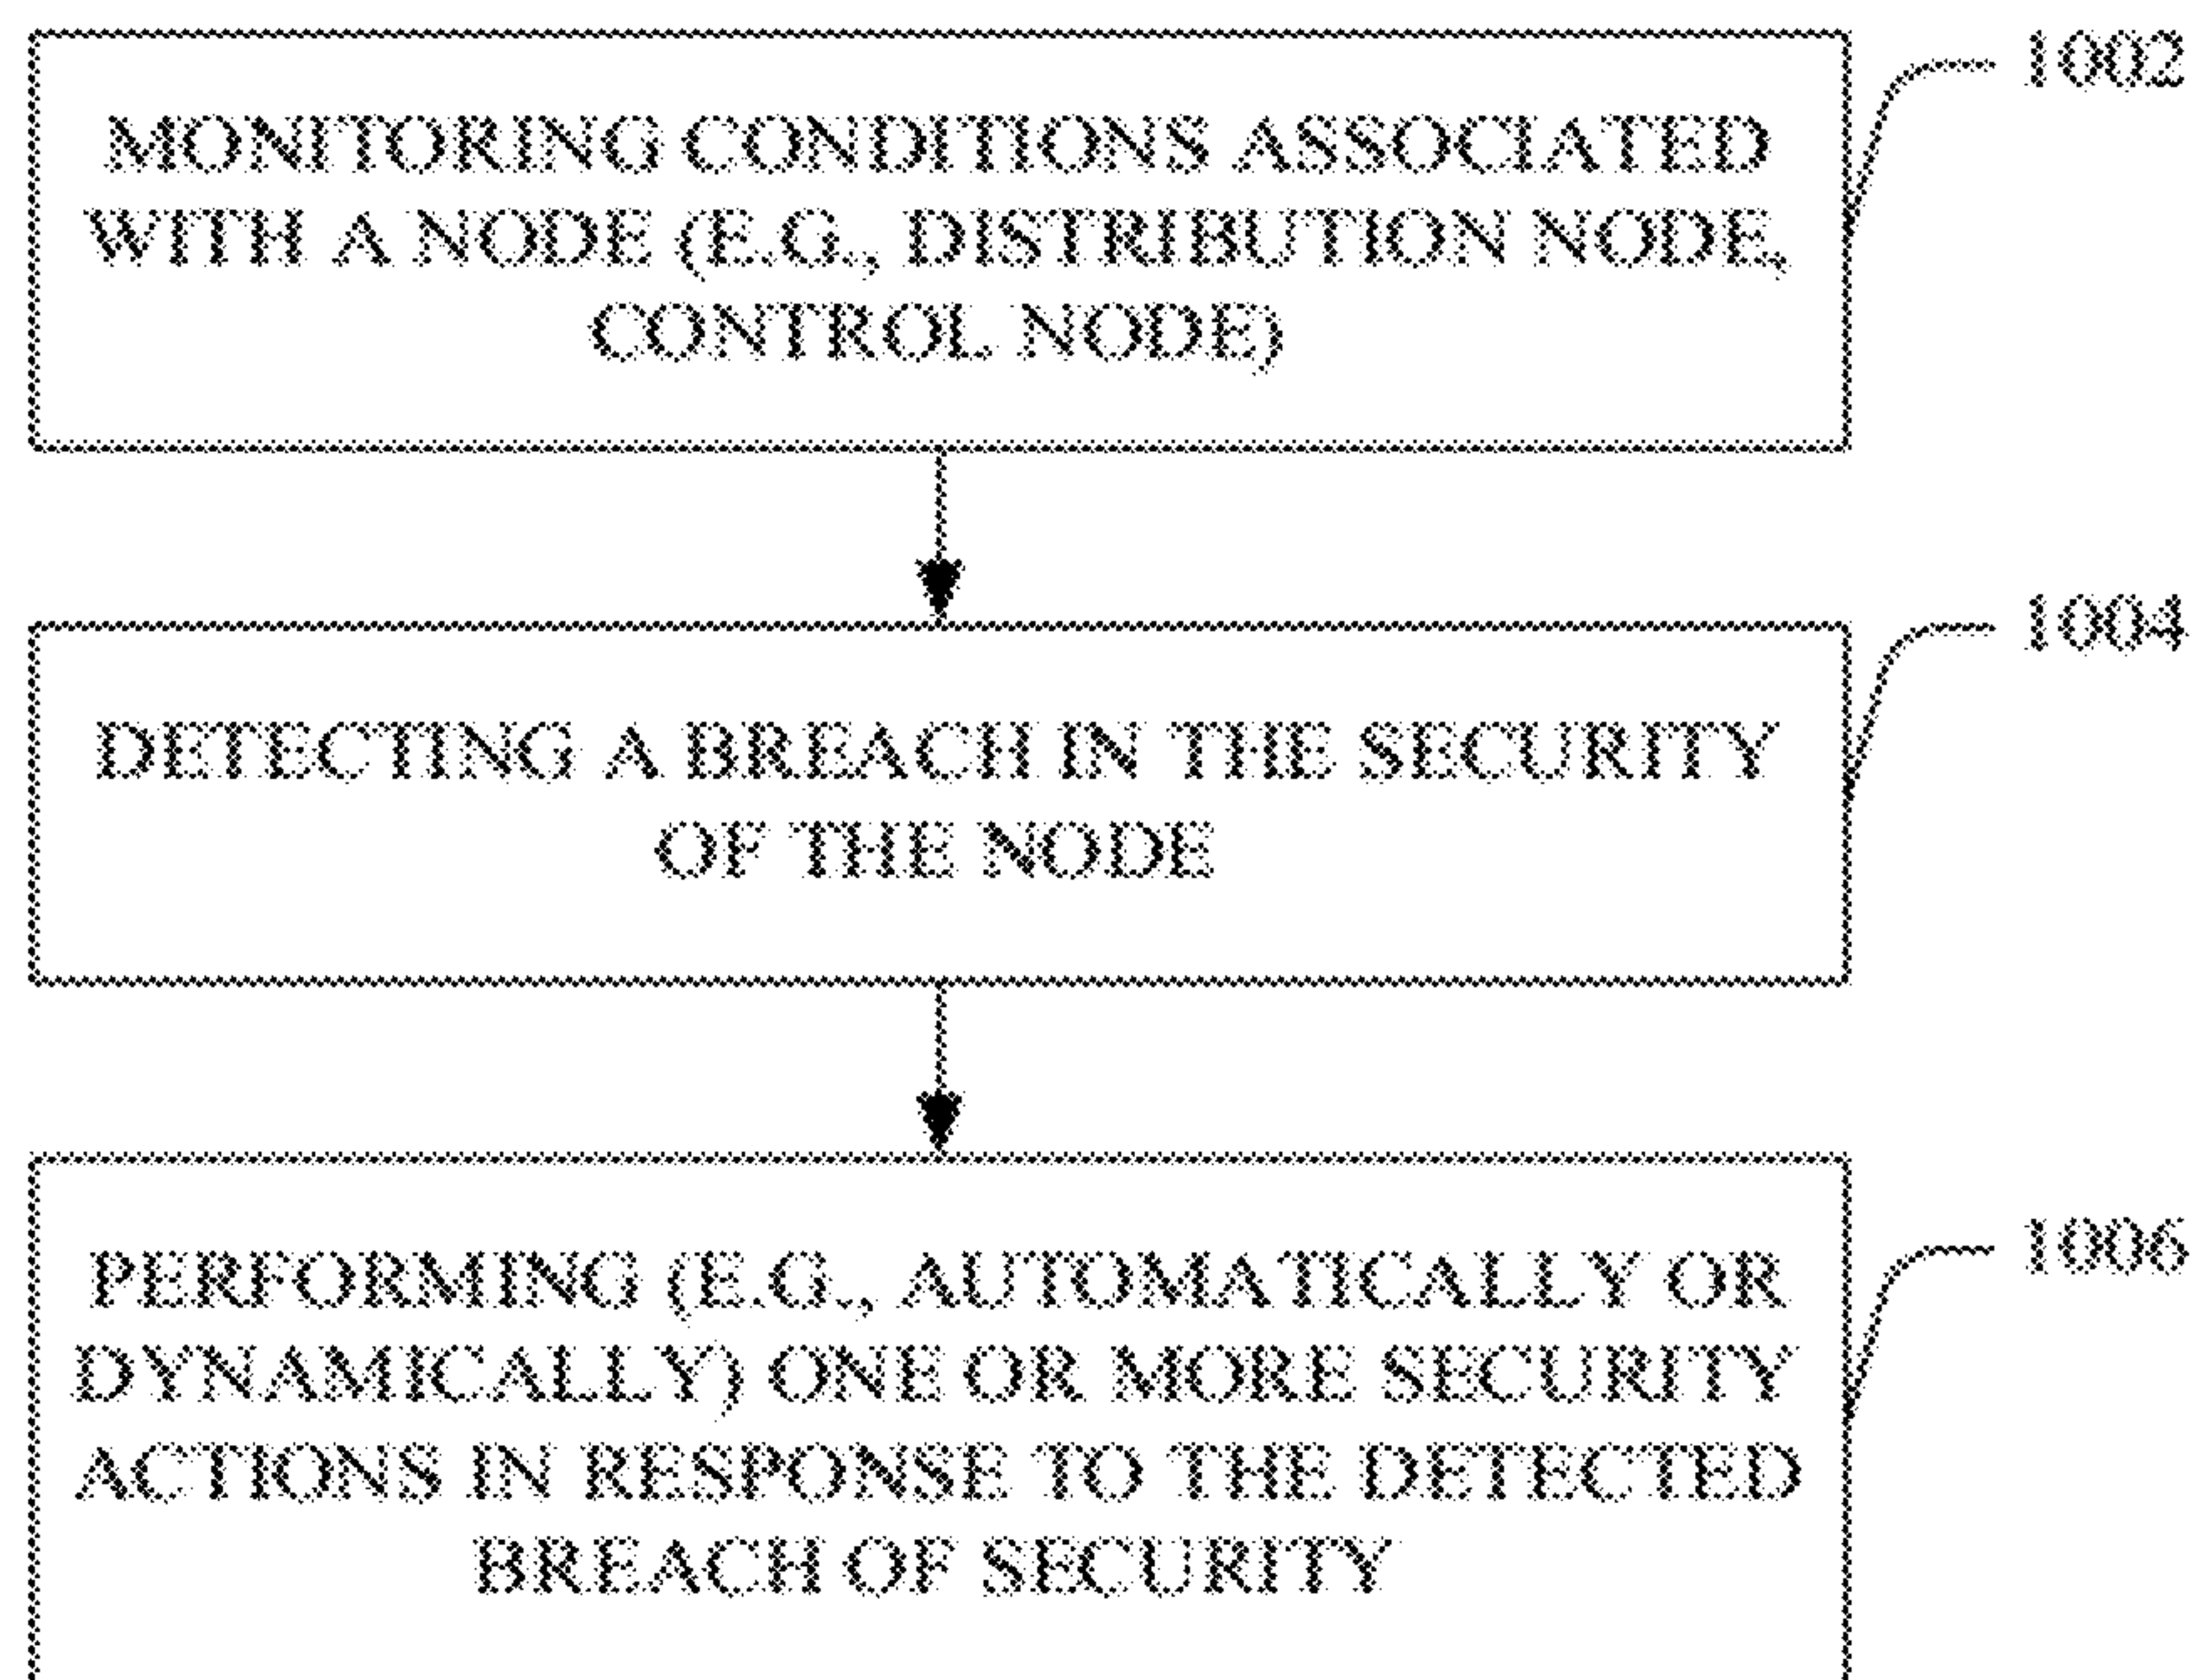 1002
MONITORING CONDITIONS ASSOCIATED
WITH A NODE (E.G., DISTRIBUTION NODE,
CONTROL NODE)
1004
DETECTING A BREACH IN THE SECURITY
OF THE NODE
1006
PERFORMING (E.G., AUTOMATICALLY OR
DYNAMICALLY) ONE OR MORE SECURITY
ACTIONS IN RESPONSE TO THE DETECTED
BREACH OF SECURITY